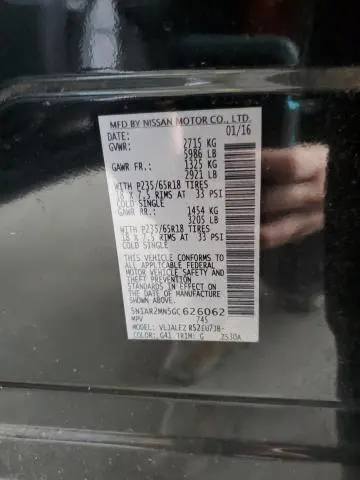 MFD BY NISSAN MOTOR CO., LTD.
DATE: 01/16
GVWR: 2715 KG
5986 LB
GAWR FR.: 1325 KG
2921 LB
WITH P235/65R18 TIRES
18 x 7.5 RIMS AT 33 PSI
COLD SINGLE
GAWR RR.: 1454 KG
3205 LB
WITH P235/65R18 TIRES
18 x 7.5 RIMS AT 33 PSI
COLD SINGLE
THIS VEHICLE CONFORMS TO ALL
APPLICABLE FEDERAL
MOTOR VEHICLE SAFETY AND
THEFT PREVENTION
STANDARDS IN EFFECT ON THE
DATE OF MANUFACTURE SHOWN ABOVE.
5N1AR2MN5GC626062
MPV 745
MODEL: R52
COLOR: G41 TRIM: G